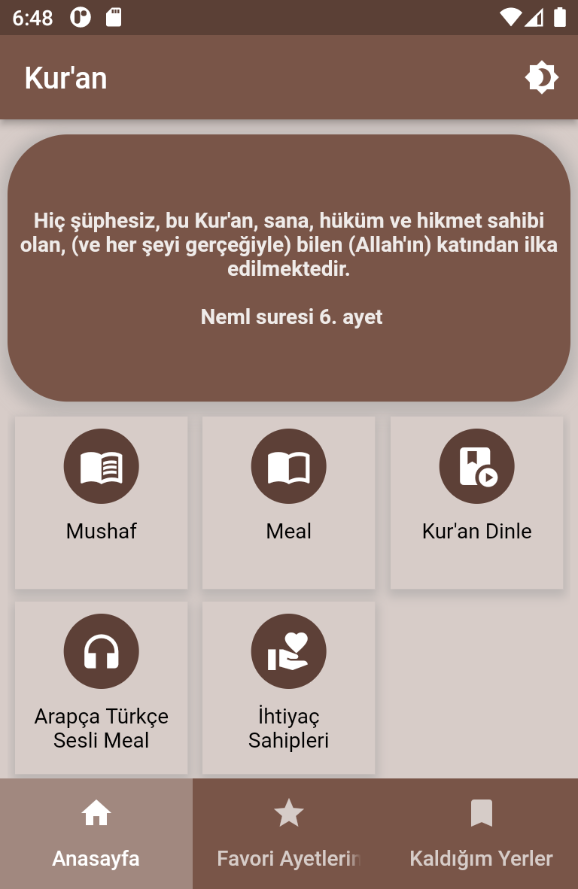 6:48
Kur'an
Hiç şüphesiz, bu Kur'an, sana, hüküm ve hikmet sahibi
olan, (ve her şeyi gerçeğiyle) bilen (Allah'ın) katından ilka
edilmektedir.
Neml suresi 6. ayet
Mushaf
Meal
Kur'an Dinle
Arapça Türkçe
Sesli Meal
İhtiyaç
Sahipleri
Anasayfa
Favori Ayetlerin
Kaldığım Yerler